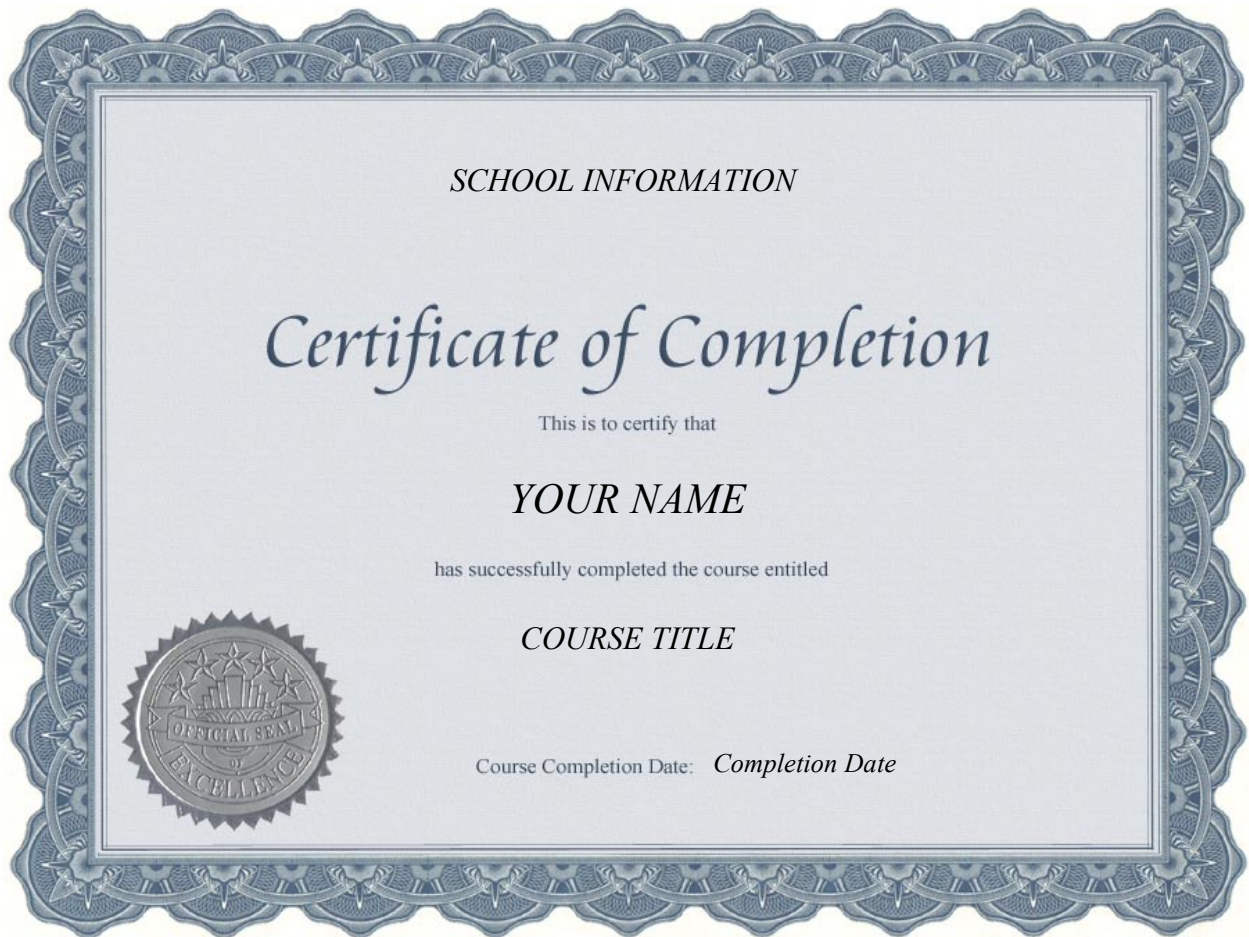 SCHOOL INFORMATION
Certificate of Completion
This is to certify that
YOUR NAME
has successfully completed the course entitled
COURSE TITLE
OFFICIAL SEAL
OF
EXCELLENCE
Course Completion Date: Completion Date